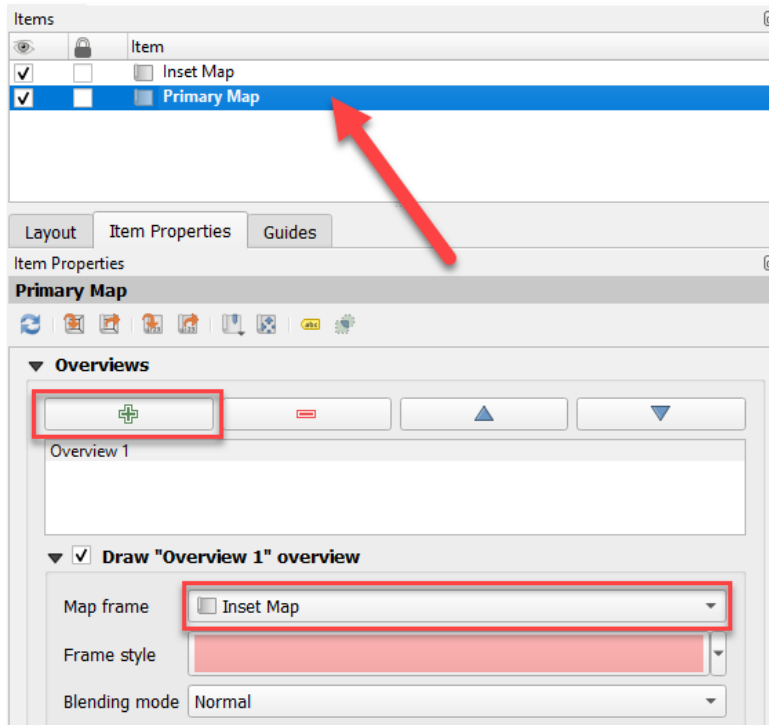 Items
Item
Inset Map
Primary Map
Layout Item Properties Guides
Item Properties
Primary Map
abc
Overviews
Overview 1
Draw "Overview 1" overview
Map frame Inset Map
Frame style
Blending mode Normal